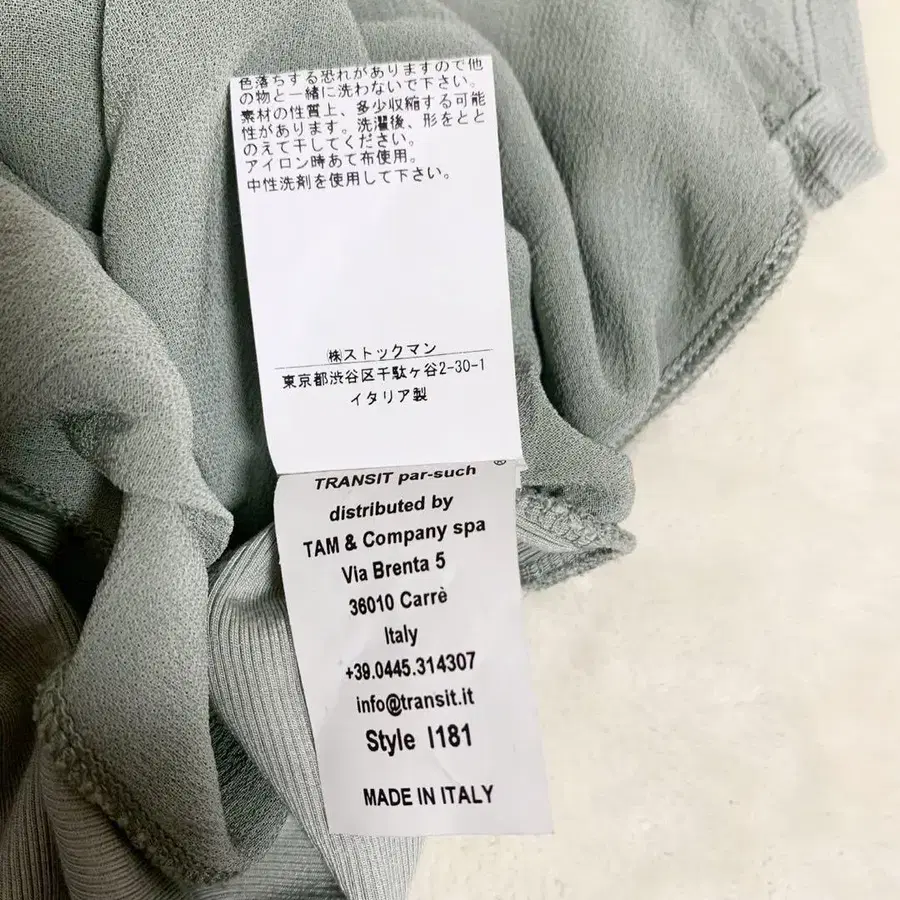 色落ちする恐れがありますので他
の物と一緒に洗わないで下さい。
素材の性質上、多少収縮する可能
性があります。洗濯後、形をとと
のえて干してください。
アイロン時あて布使用。
中性洗剤を使用して下さい。
㈱ストックマン
東京都渋谷区千駄ヶ谷2-30-1
イタリア製
®
TRANSIT par-such
distributed by
TAM & Company spa
Via Brenta 5
36010 Carrè
Italy
+39.0445.314307
info@transit.it
Style I181
MADE IN ITALY